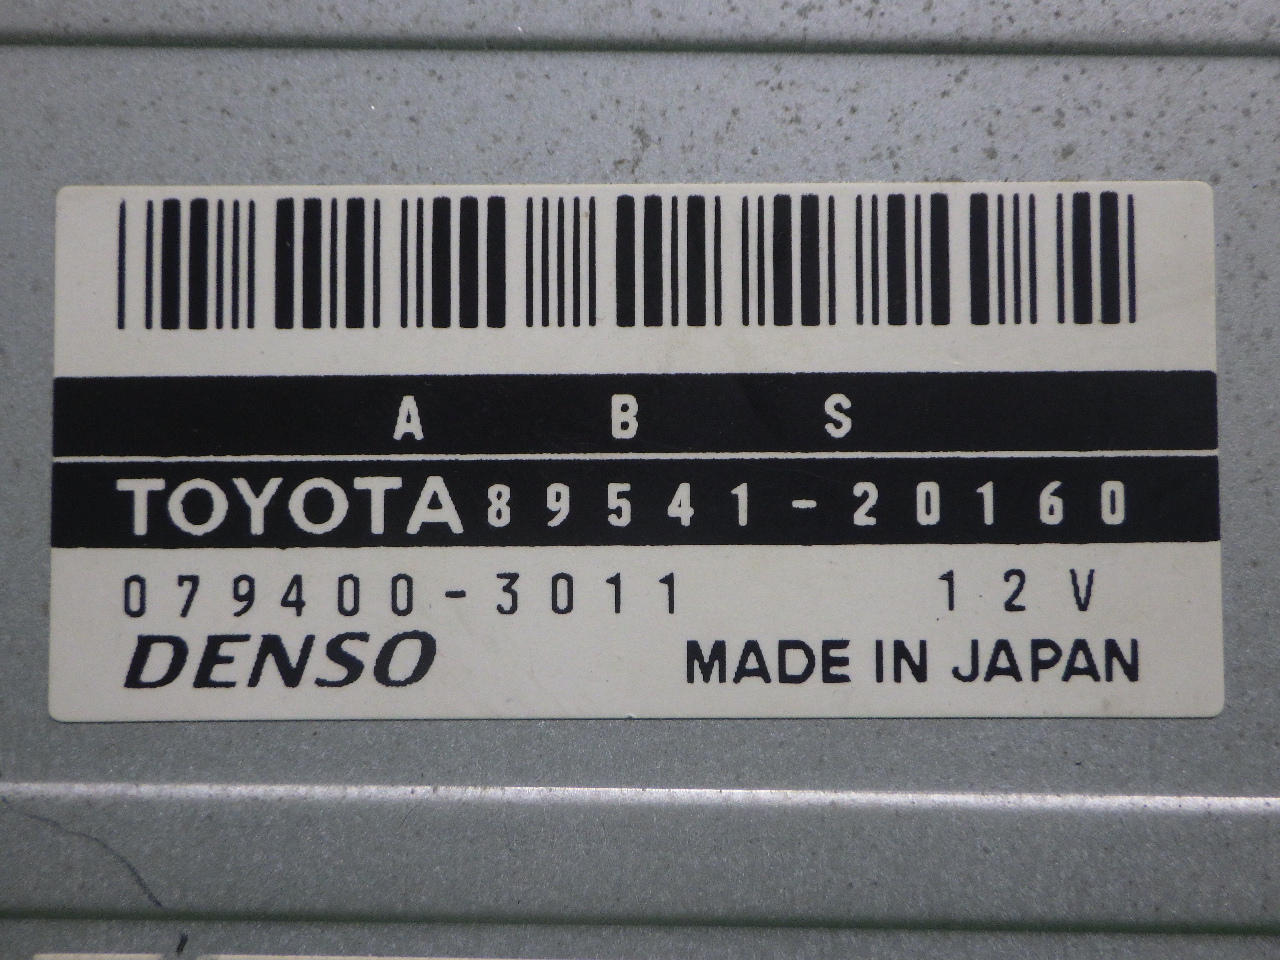 A B S
TOYOTA 89541-20160
079400-3011 12V
DENSO MADE IN JAPAN